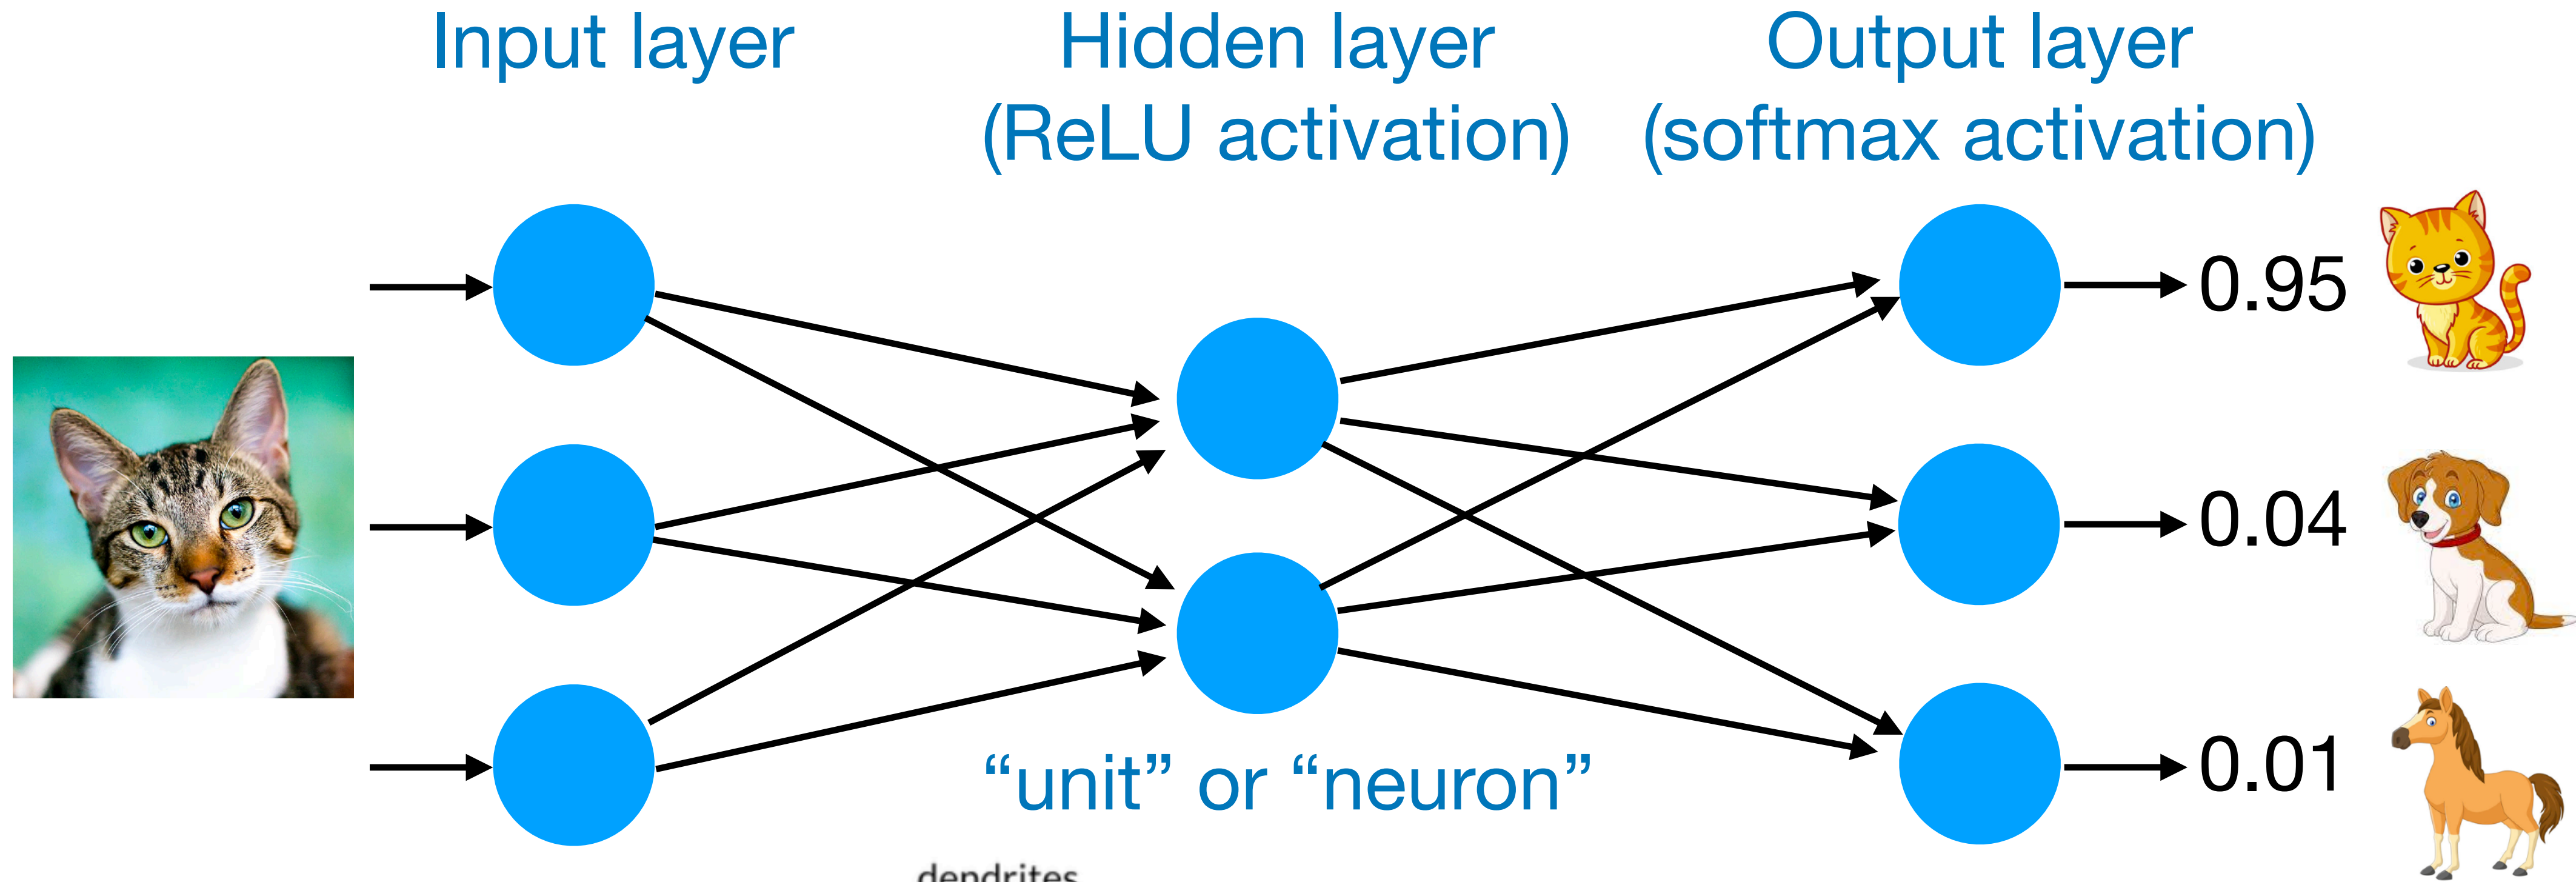 Input layer
Hidden layer
(ReLU activation)
Output layer
(softmax activation)
0.95
0.04
0.01
“unit” or “neuron”
dendrites